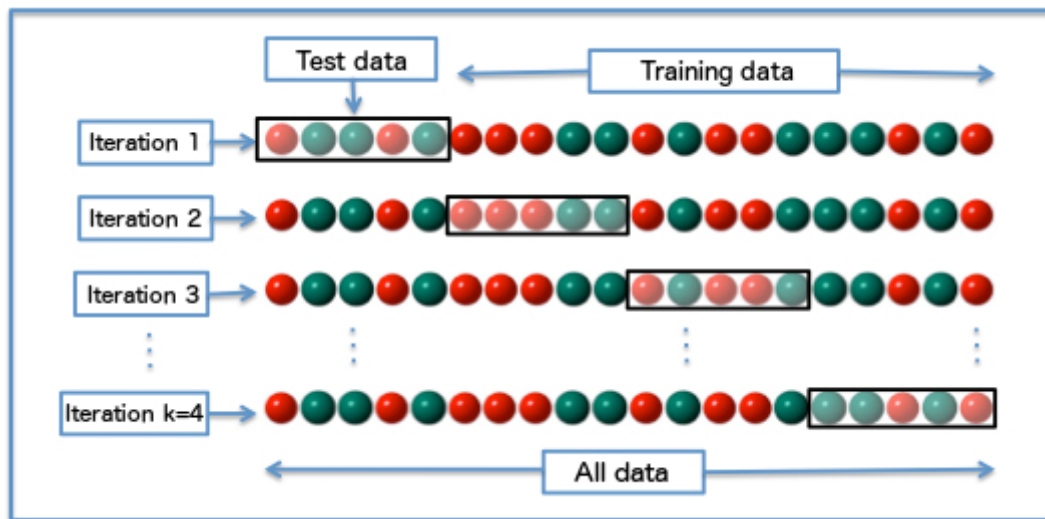 Test data
Training data
Iteration 1
Iteration 2
Iteration 3
Iteration k=4
All data